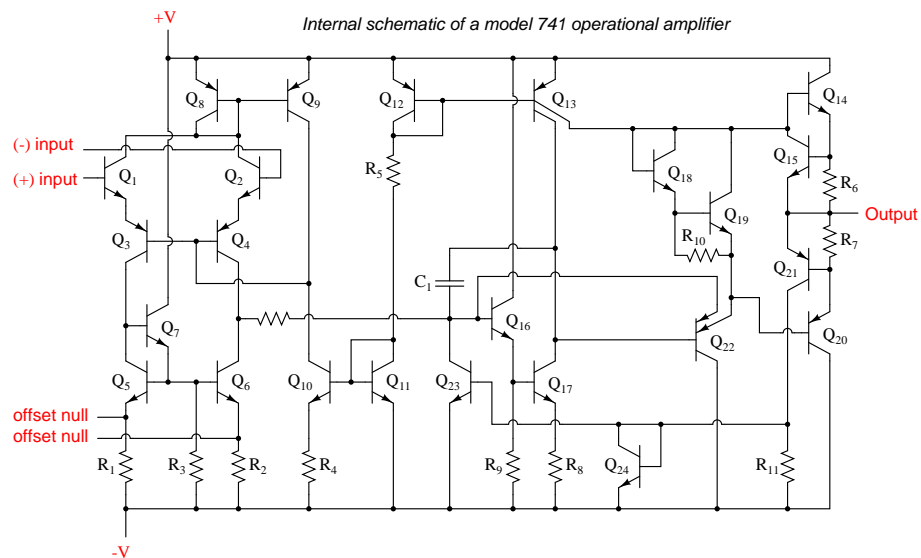 Internal schematic of a model 741 operational amplifier
+V
Q8
Q9
Q12
Q13
Q14
(-) input
(+) input
Q1
Q2
R5
Q15
Q18
R6
Q19
Output
Q3
Q4
R10
R7
Q21
C1
Q7
Q16
Q22
Q20
Q5
Q6
Q10
Q11
Q23
Q17
offset null
offset null
R1
R3
R2
R4
R9
R8
Q24
R11
-V